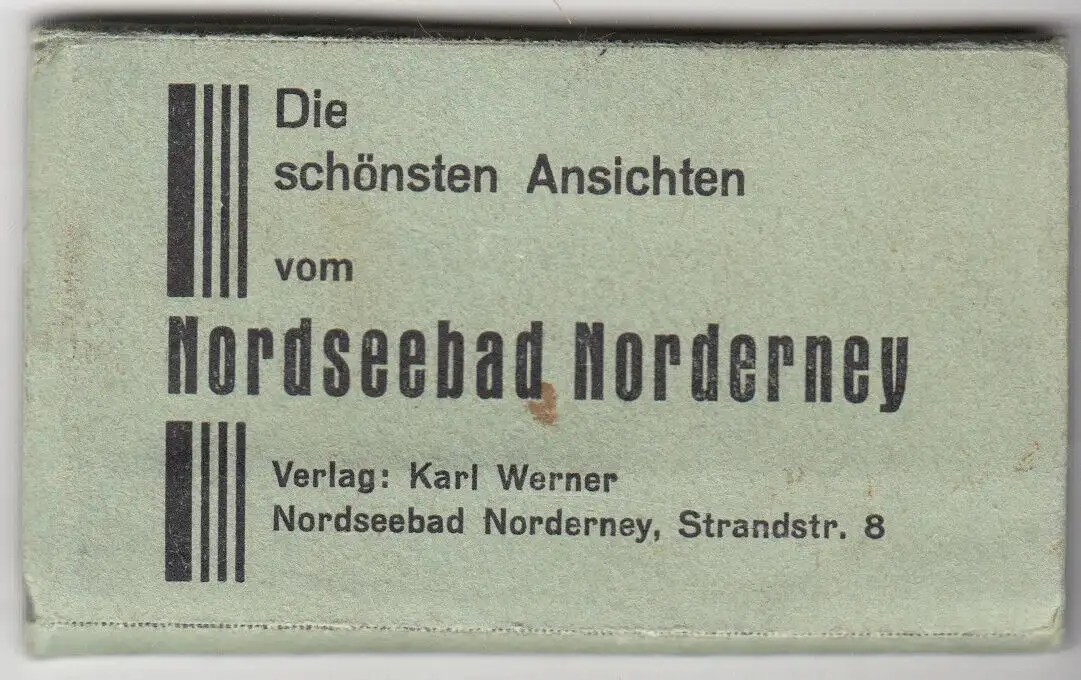 Die
schönsten Ansichten
vom
Nordseebad Norderney
Verlag: Karl Werner
Nordseebad Norderney, Strandstr. 8